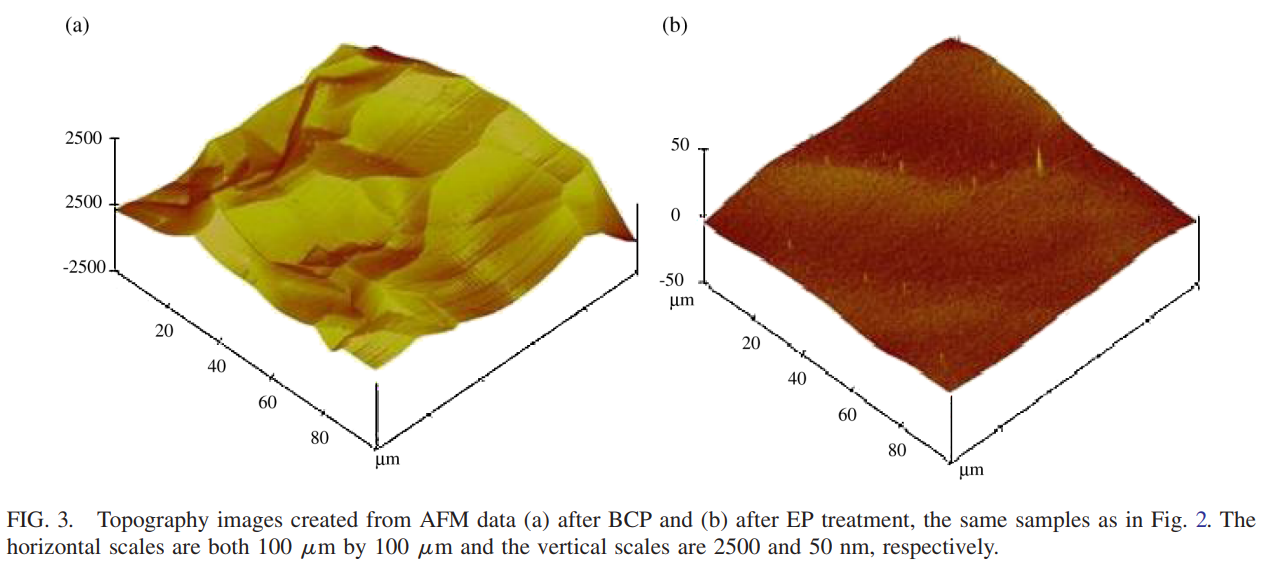 (a)
2500
2500
-2500
20
40
60
80
μm
(b)
50
0
-50
μm
20
40
60
80
μm
FIG. 3. Topography images created from AFM data (a) after BCP and (b) after EP treatment, the same samples as in Fig. 2. The
horizontal scales are both 100 μm by 100 μm and the vertical scales are 2500 and 50 nm, respectively.